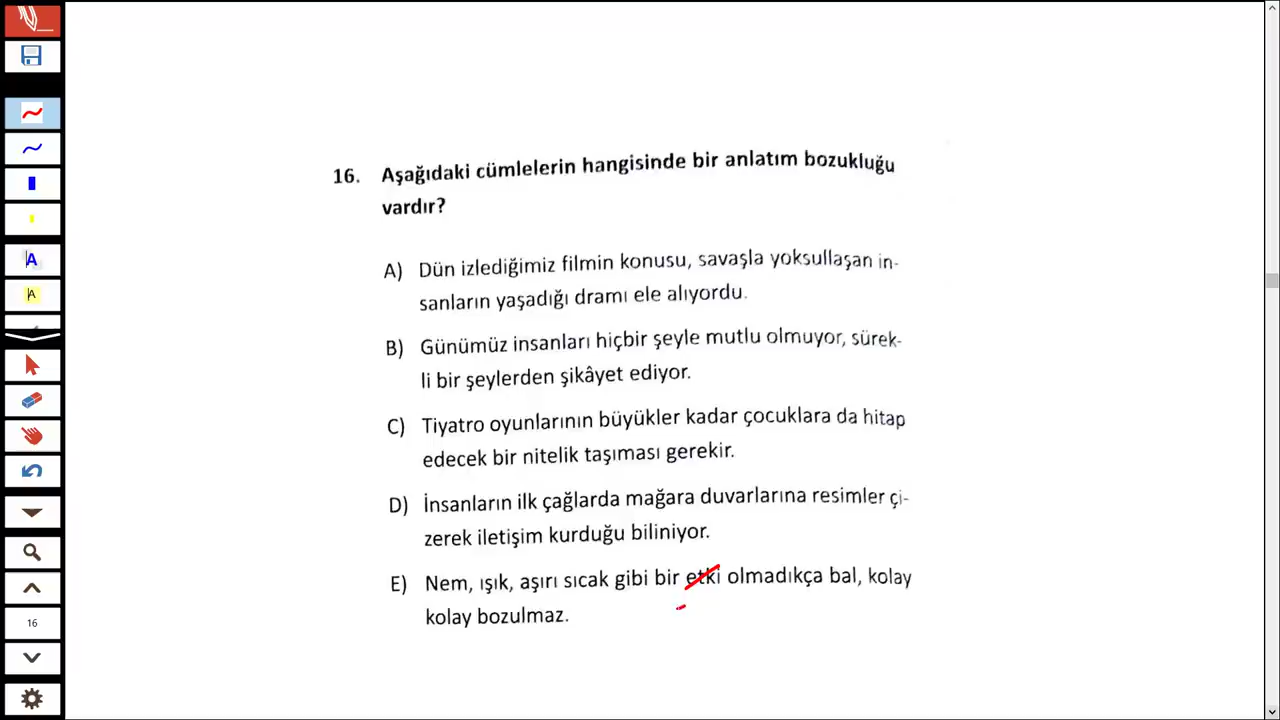 16. Aşağıdaki cümlelerin hangisinde bir anlatım bozukluğu
vardır?
A) Dün izlediğimiz filmin konusu, savaşla yoksullaşan in-
sanların yaşadığı dramı ele alıyordu.
B) Günümüz insanları hiçbir şeyle mutlu olmuyor, sürek-
li bir şeylerden şikâyet ediyor.
C) Tiyatro oyunlarının büyükler kadar çocuklara da hitap
edecek bir nitelik taşıması gerekir.
D) İnsanların ilk çağlarda mağara duvarlarına resimler çi-
zerek iletişim kurduğu biliniyor.
E) Nem, ışık, aşırı sıcak gibi bir etki olmadıkça bal, kolay
kolay bozulmaz.
A
A
16